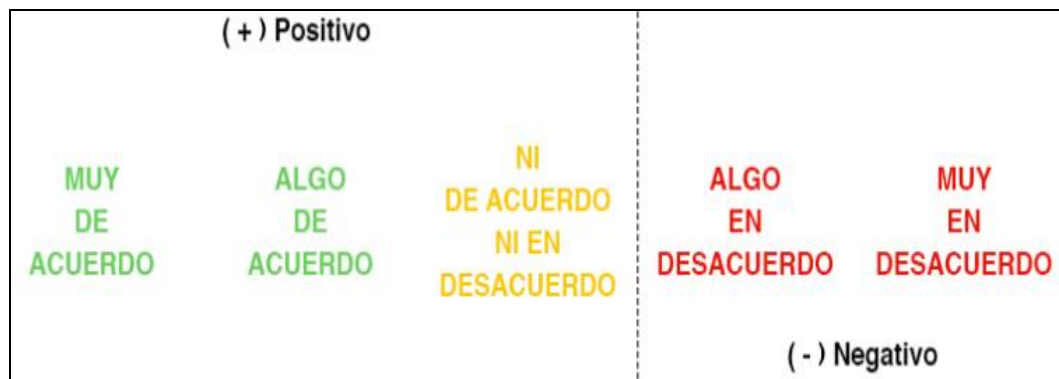 ( + ) Positivo
MUY
DE
ACUERDO
ALGO
DE
ACUERDO
NI
DE ACUERDO
NI EN
DESACUERDO
ALGO
EN
DESACUERDO
MUY
EN
DESACUERDO
( - ) Negativo